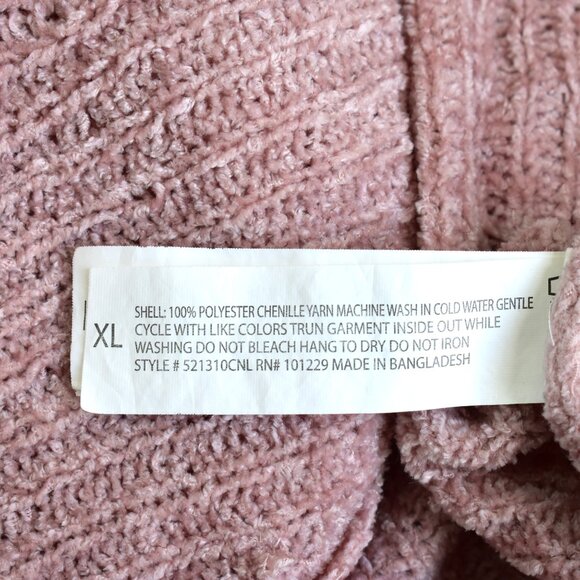 XL
SHELL: 100% POLYESTER CHENILLE YARN MACHINE WASH IN COLD WATER GENTLE
CYCLE WITH LIKE COLORS TRUN GARMENT INSIDE OUT WHILE
WASHING DO NOT BLEACH HANG TO DRY DO NOT IRON
STYLE # 521310CNL RN# 101229 MADE IN BANGLADESH